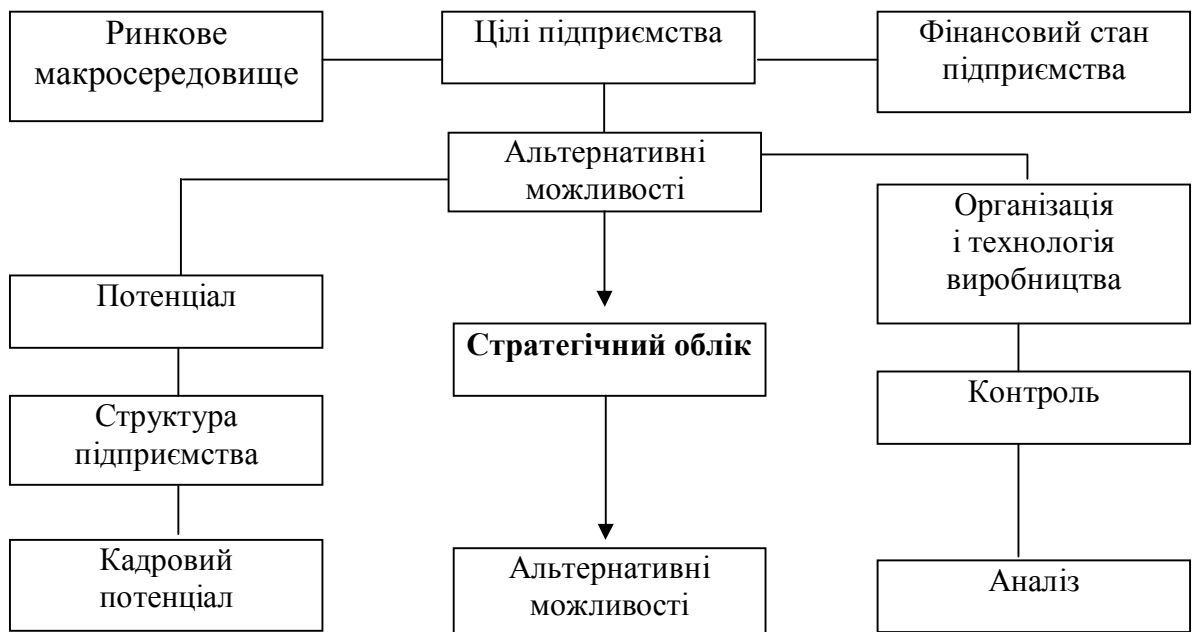 Ринкове
макросередовище
Цілі підприємства
Фінансовий стан
підприємства
Альтернативні
можливості
Організація
і технологія
виробництва
Потенціал
Стратегічний облік
Контроль
Структура
підприємства
Кадровий
потенціал
Альтернативні
можливості
Аналіз